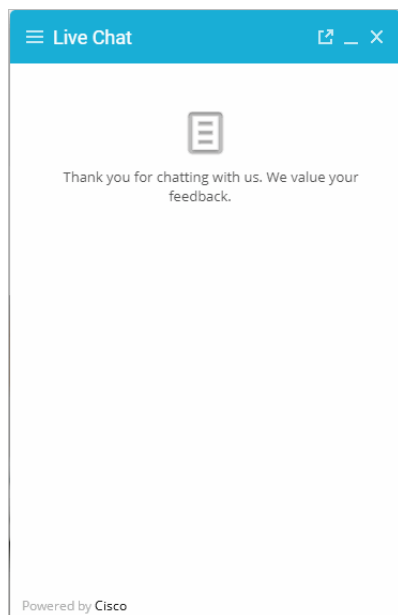 Live Chat
Thank you for chatting with us. We value your
feedback.
Powered by Cisco